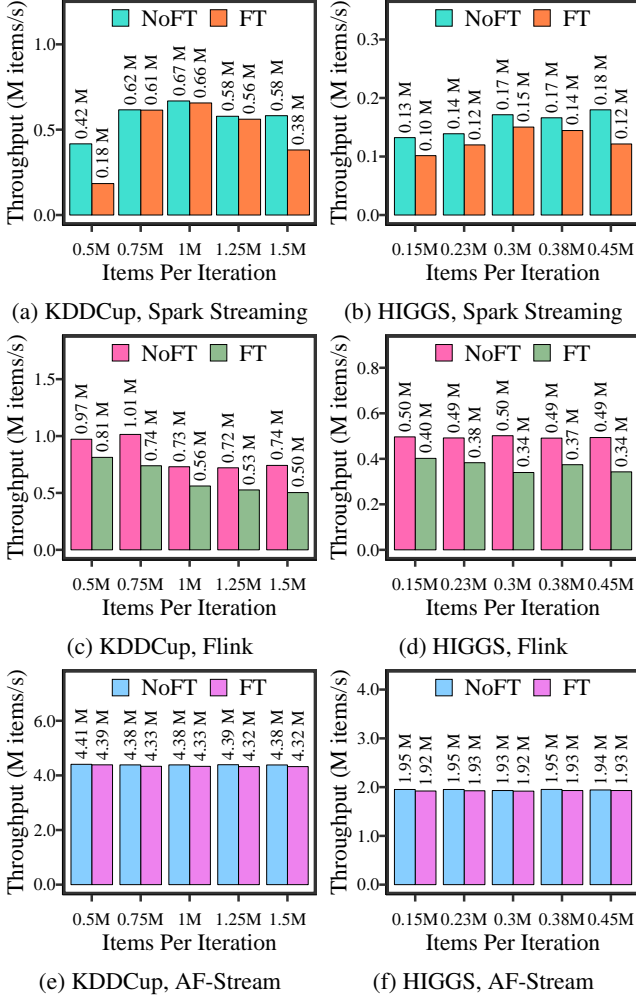 Throughput (M items/s)
NoFT FT
1.0
0.5
0.0
0.42 M 0.18 M 0.62 M 0.61 M 0.67 M 0.66 M 0.58 M 0.56 M 0.58 M 0.38 M
0.5M 0.75M 1M 1.25M 1.5M
Items Per Iteration
(a) KDDCup, Spark Streaming
Throughput (M items/s)
NoFT FT
0.3
0.2
0.1
0.0
0.13 M 0.10 M 0.14 M 0.12 M 0.17 M 0.15 M 0.17 M 0.14 M 0.18 M 0.12 M
0.15M 0.23M 0.3M 0.38M 0.45M
Items Per Iteration
(b) HIGGS, Spark Streaming
Throughput (M items/s)
NoFT FT
1.5
1.0
0.5
0.0
0.97 M 0.81 M 1.01 M 0.74 M 0.73 M 0.56 M 0.72 M 0.53 M 0.74 M 0.50 M
0.5M 0.75M 1M 1.25M 1.5M
Items Per Iteration
(c) KDDCup, Flink
Throughput (M items/s)
NoFT FT
0.8
0.6
0.4
0.2
0.0
0.50 M 0.40 M 0.49 M 0.38 M 0.50 M 0.34 M 0.49 M 0.37 M 0.49 M 0.34 M
0.15M 0.23M 0.3M 0.38M 0.45M
Items Per Iteration
(d) HIGGS, Flink
Throughput (M items/s)
NoFT FT
6.0
4.0
2.0
0.0
4.41 M 4.39 M 4.38 M 4.33 M 4.38 M 4.33 M 4.39 M 4.32 M 4.38 M 4.32 M
0.5M 0.75M 1M 1.25M 1.5M
Items Per Iteration
(e) KDDCup, AF-Stream
Throughput (M items/s)
NoFT FT
4.0
3.0
2.0
1.0
0.0
1.95 M 1.92 M 1.95 M 1.93 M 1.93 M 1.92 M 1.95 M 1.93 M 1.94 M 1.93 M
0.15M 0.23M 0.3M 0.38M 0.45M
Items Per Iteration
(f) HIGGS, AF-Stream